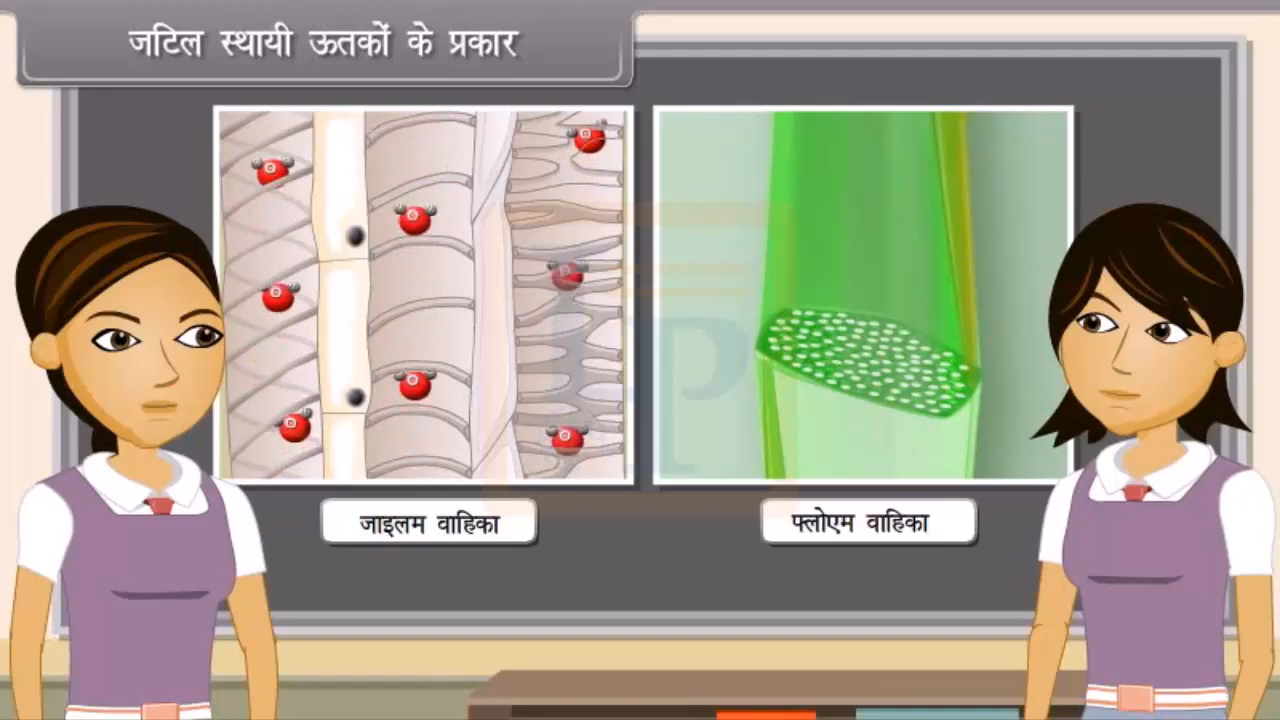 जटिल स्थायी ऊतकों के प्रकार
जाइलम वाहिका
फ्लोएम वाहिका